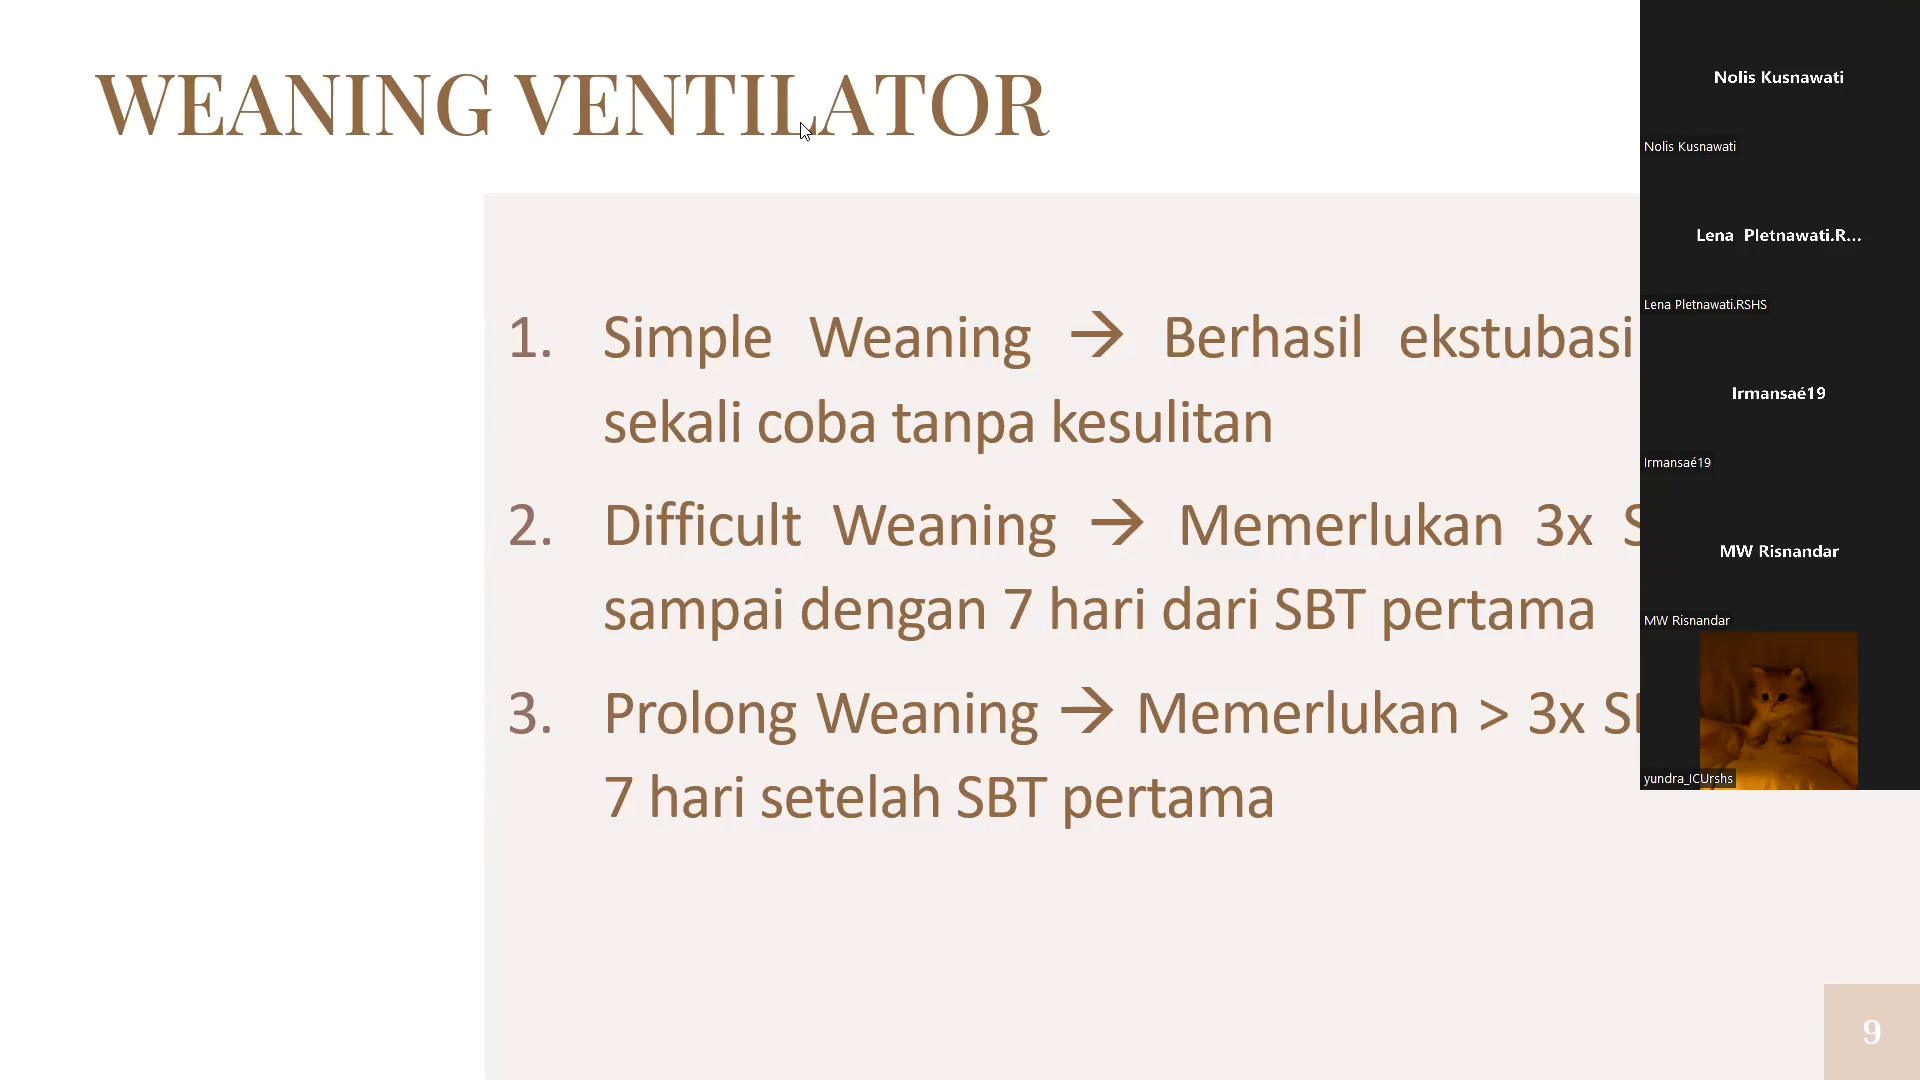 WEANING VENTILATOR
1. Simple Weaning → Berhasil ekstubasi
sekali coba tanpa kesulitan
2. Difficult Weaning → Memerlukan 3x
sampai dengan 7 hari dari SBT pertama
3. Prolong Weaning → Memerlukan > 3x
7 hari setelah SBT pertama
9
Nolis Kusnawati
Nolis Kusnawati
Lena Pletnawati.R...
Lena Pletnawati.RSHS
Irmansaé19
Irmansaé19
MW Risnandar
MW Risnandar
yundra_ICUrshs